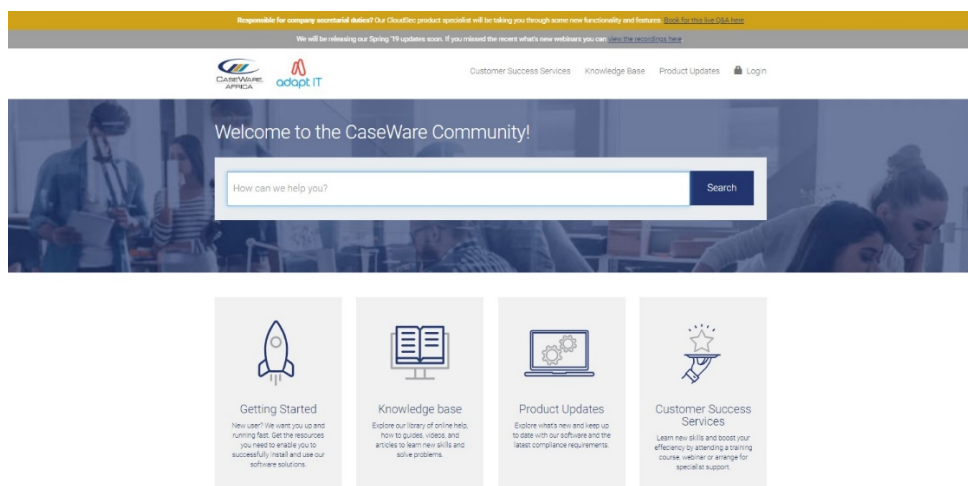 Responsible for company secretarial duties? Our CloudSec product specialist will be taking you through some new functionality and features. Book for this live Q&A here
We will be releasing our Spring '19 updates soon. If you missed the recent what's new webinars you can view the recordings here
CASEWARE
AFRICA
adapt IT
Customer Success Services Knowledge Base Product Updates Login
Welcome to the CaseWare Community!
How can we help you?
Search
Getting Started
New user? We want you up and
running fast. Get the resources
you need to enable you to
successfully install and use our
software solutions.
Knowledge base
Explore our library of online help,
how to guides, videos, and
articles to learn new skills and
solve problems.
Product Updates
Explore what's new and keep up
to date with our software and the
latest compliance requirements.
Customer Success
Services
Learn new skills and boost your
effeciency by attending a training
course, webinar or arrange for
specialist support.